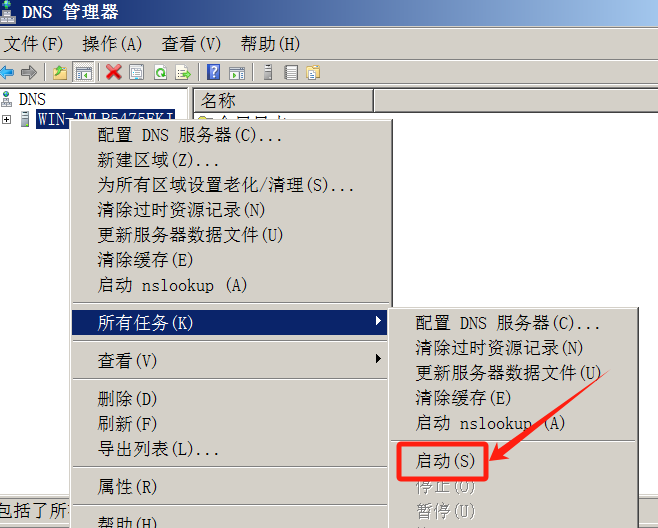 DNS 管理器
文件(F) 操作(A) 查看(V) 帮助(H)
DNS
名称
配置 DNS 服务器(C)...
新建区域(Z)...
为所有区域设置老化/清理(S)...
清除过时资源记录(N)
更新服务器数据文件(U)
清除缓存(E)
启动 nslookup (A)
所有任务(K)
查看(V)
删除(D)
刷新(F)
导出列表(L)...
属性(R)
帮助(H)
配置 DNS 服务器(C)...
清除过时资源记录(N)
更新服务器数据文件(U)
清除缓存(E)
启动 nslookup (A)
启动(S)
停止(O)
暂停(U)
包括了所